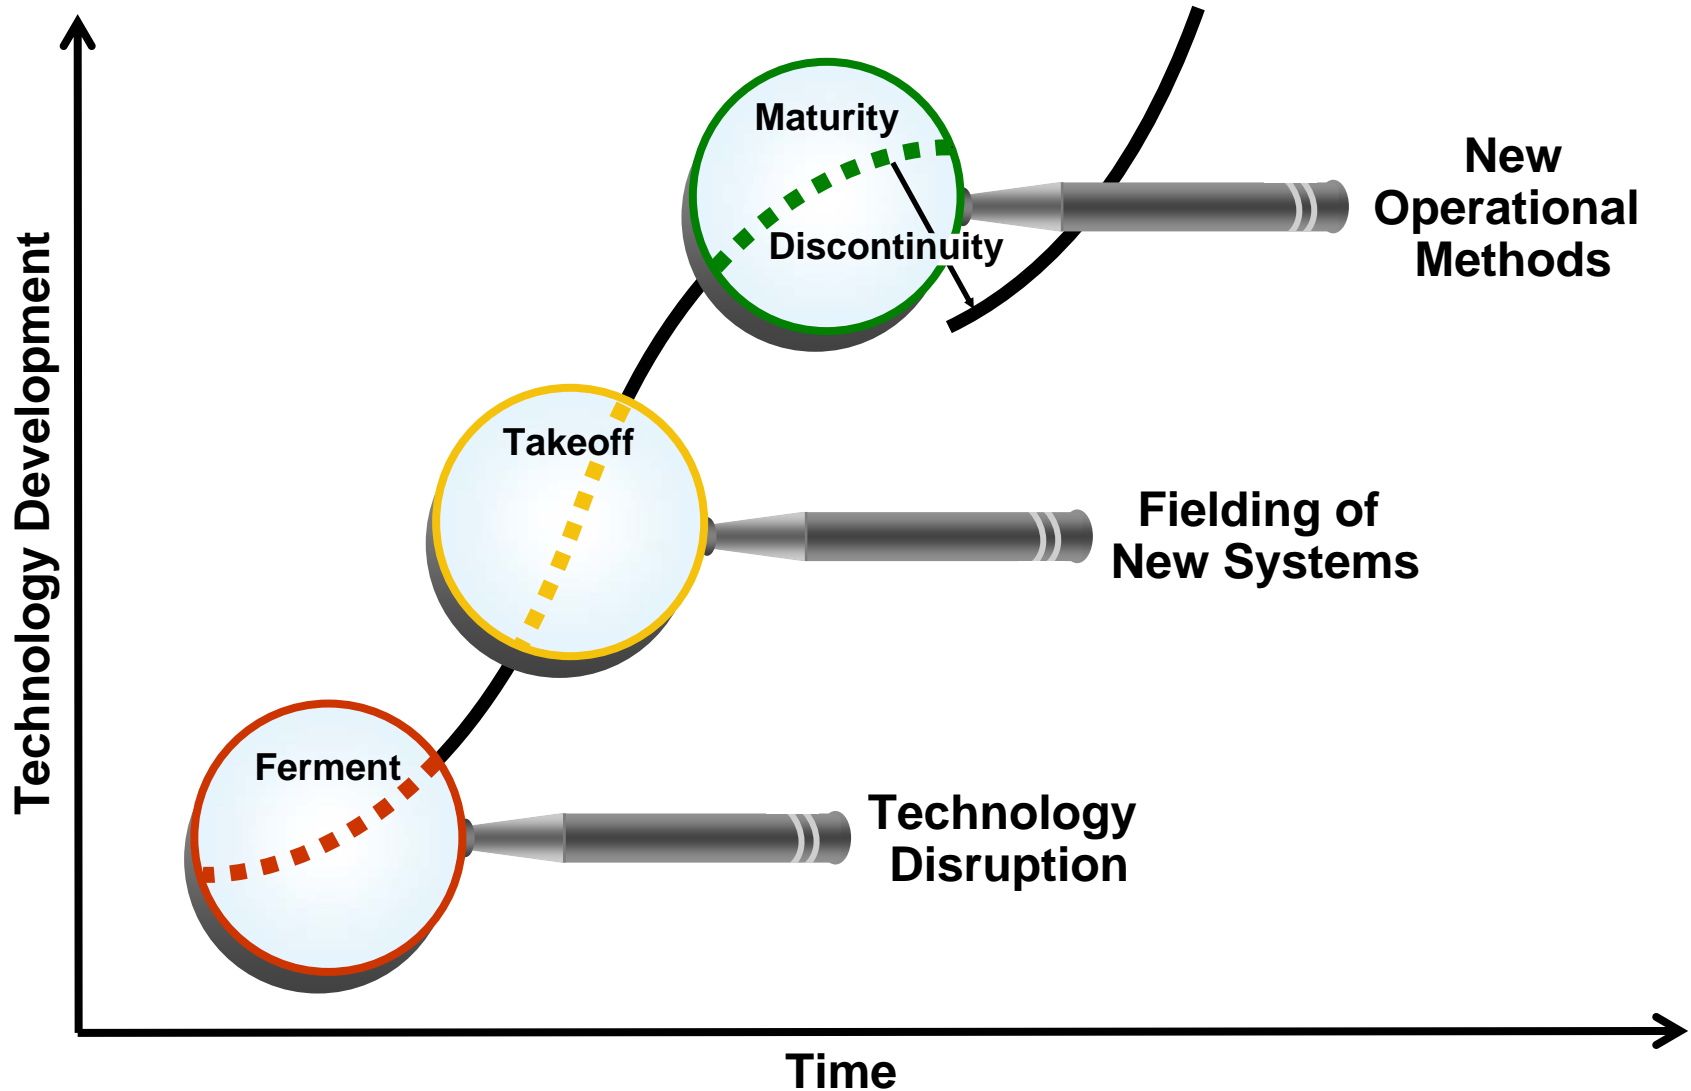 Maturity
New
Operational
Methods
Discontinuity
Technology Development
Takeoff
Fielding of
New Systems
Ferment
Technology
Disruption
Time